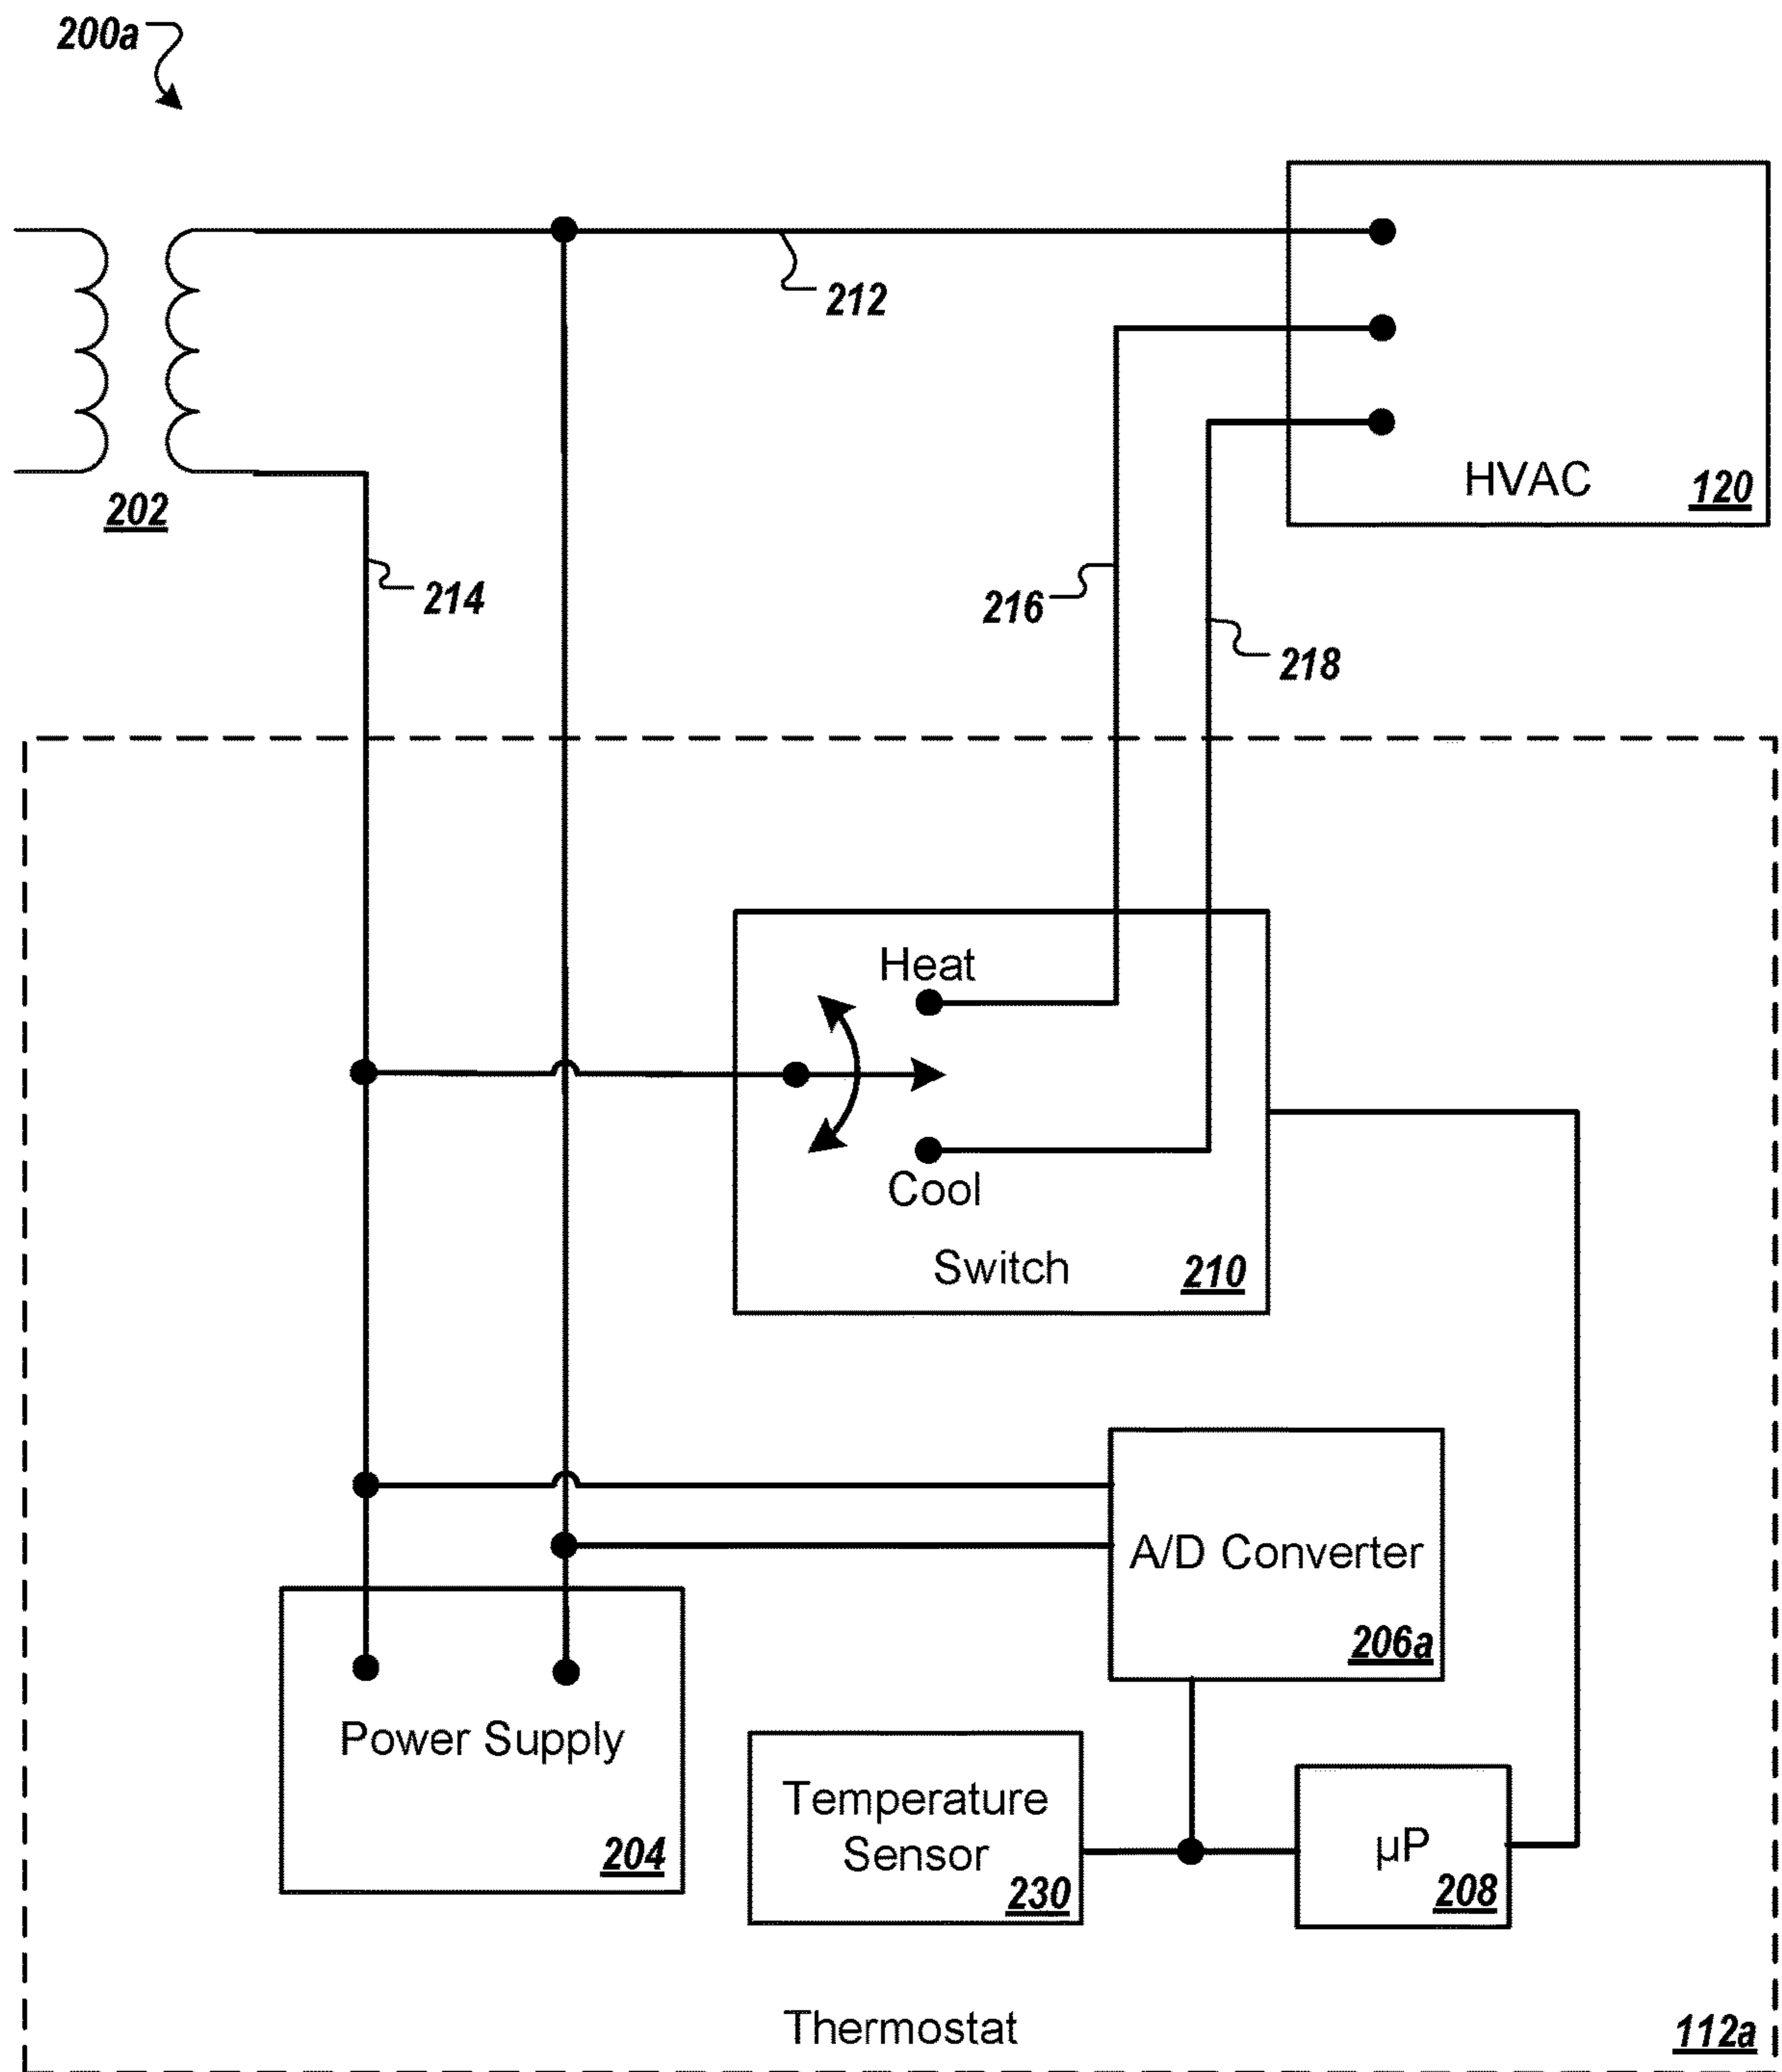 200a
212
HVAC
120
202
214
216
218
Heat
Cool
Switch
210
A/D Converter
206a
Power Supply
204
Temperature
Sensor
230
µP
208
Thermostat
112a